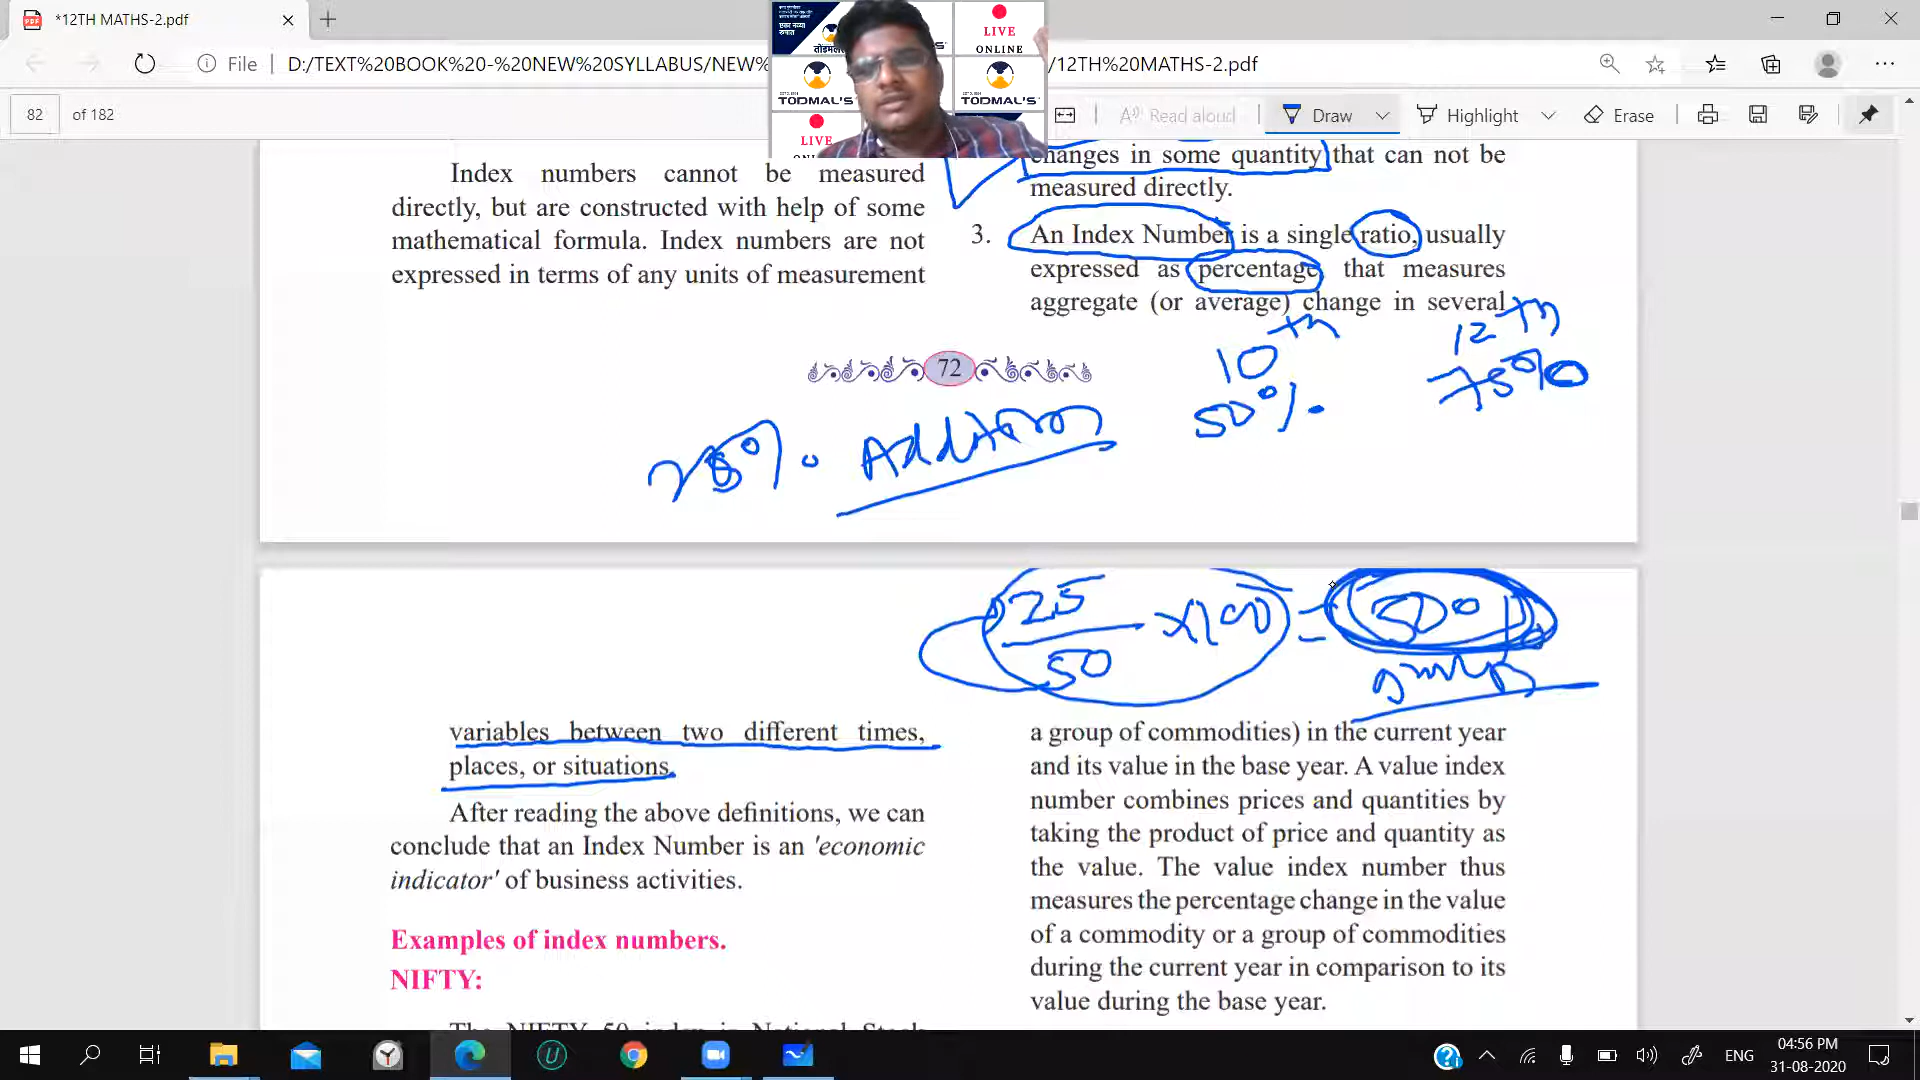 *12TH MATHS-2.pdf
File
D:/TEXT%20BOOK%20-%20NEW%20SYLLABUS/NEW%
/12TH%20MATHS-2.pdf
तोडमल
LIVE
ONLINE
TODMAL'S
TODMAL'S
LIVE
82 of 182
Read aloud
Draw
Highlight
Erase
Index numbers cannot be measured
directly, but are constructed with help of some
mathematical formula. Index numbers are not
expressed in terms of any units of measurement
changes in some quantity that can not be
measured directly.
3. An Index Number is a single ratio, usually
expressed as percentage that measures
aggregate (or average) change in several
72
10th
50%
12th
75%
25%. Addition
25
50
×100
=
50%
variables between two different times,
places, or situations.
After reading the above definitions, we can
conclude that an Index Number is an 'economic
indicator' of business activities.
Examples of index numbers.
NIFTY:
The NIFTY 50 index is National Stock
a group of commodities) in the current year
and its value in the base year. A value index
number combines prices and quantities by
taking the product of price and quantity as
the value. The value index number thus
measures the percentage change in the value
of a commodity or a group of commodities
during the current year in comparison to its
value during the base year.
ENG
04:56 PM
31-08-2020